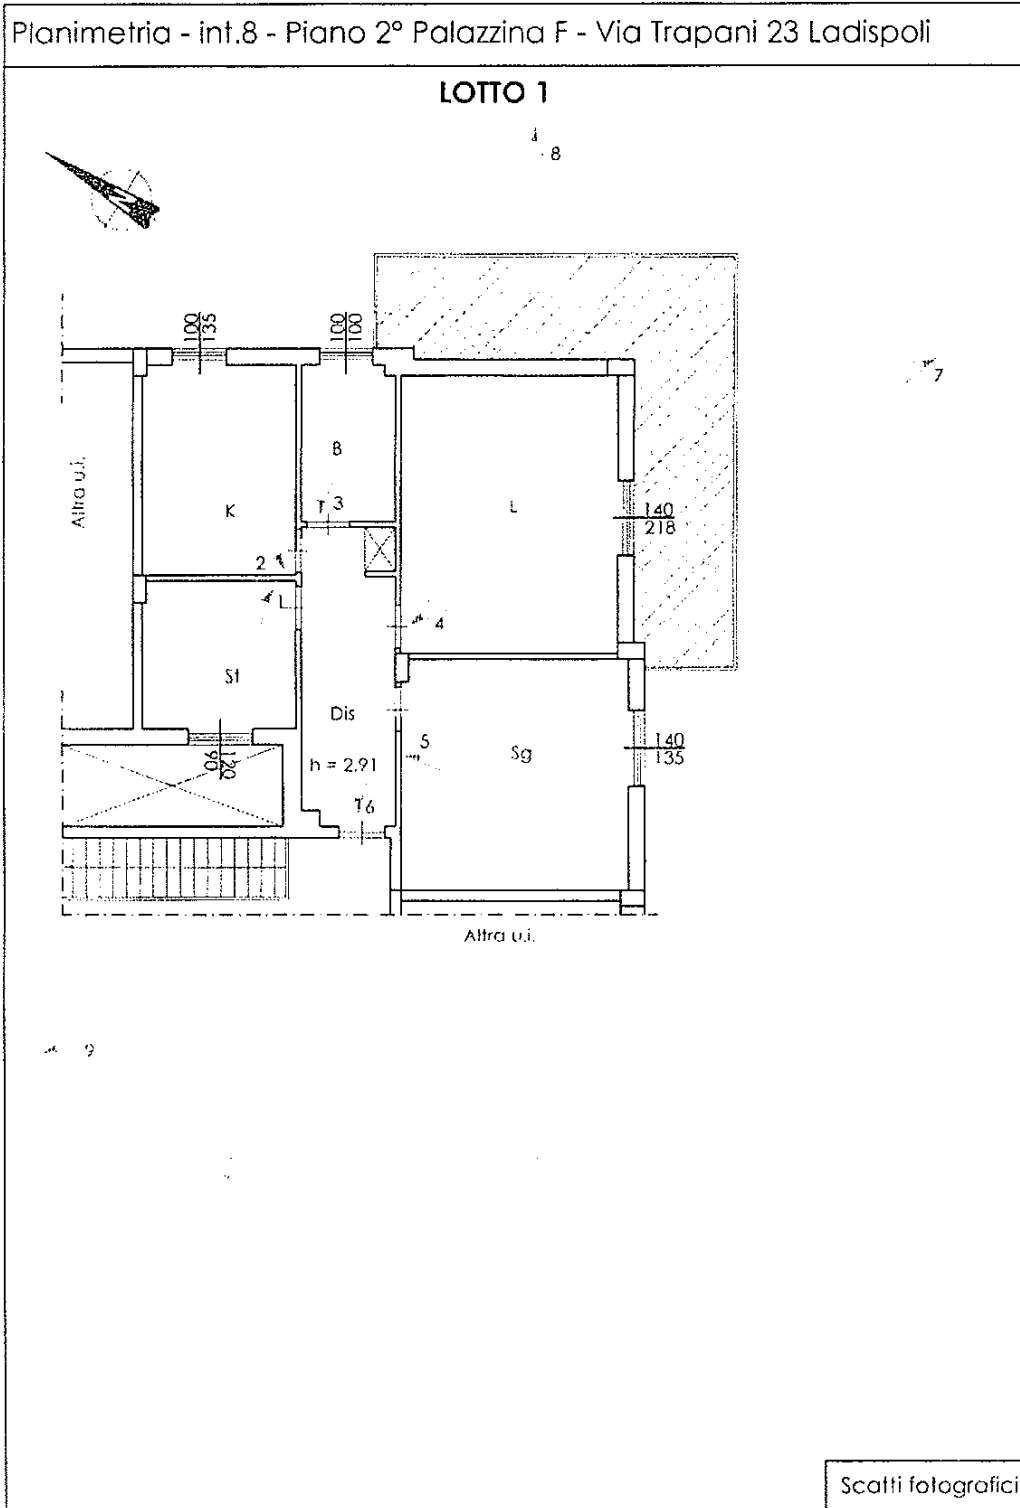 Planimetria - int.8 - Piano 2° Palazzina F - Via Trapani 23 Ladispoli
LOTTO 1
8
7
100
135
100
100
Altra u.i.
K
B
3
L
140
218
2
1
4
St
Dis
h = 2,91
5
Sg
140
135
120
90
6
Altra u.i.
9
Scatti fotografici